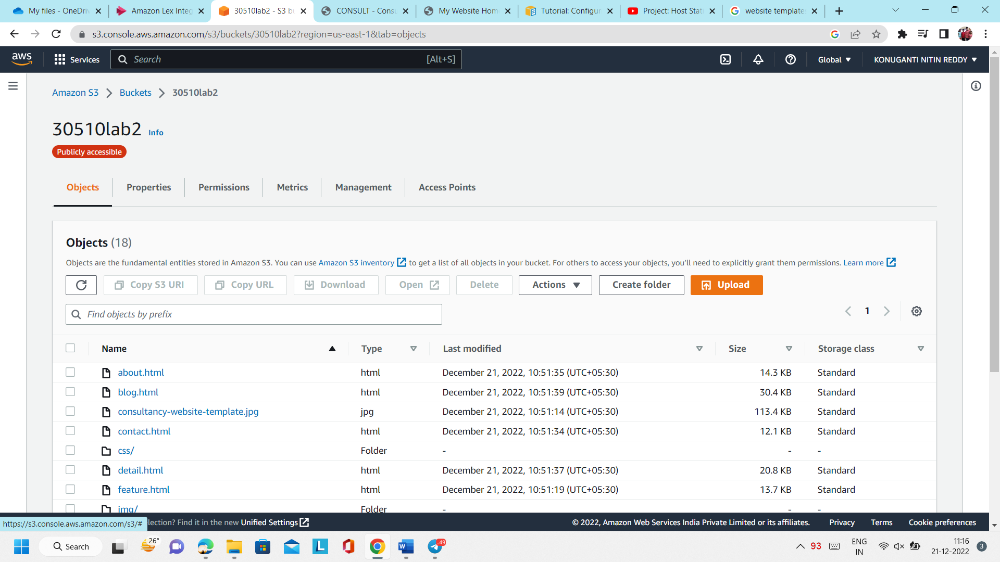 My files - OneDriv
Amazon Lex Integ
30510lab2 - S3 bu
CONSULT - Consu
My Website Home
Tutorial: Configur
Project: Host Stati
website templates
s3.console.aws.amazon.com/s3/buckets/30510lab2?region=us-east-1&tab=objects
aws
Services
Search
[Alt+S]
Global
KONUGANTI NITIN REDDY
Amazon S3
Buckets
30510lab2
30510lab2 Info
Publicly accessible
Objects
Properties
Permissions
Metrics
Management
Access Points
Objects (18)
Objects are the fundamental entities stored in Amazon S3. You can use Amazon S3 inventory to get a list of all objects in your bucket. For others to access your objects, you’ll need to explicitly grant them permissions. Learn more
Copy S3 URI
Copy URL
Download
Open
Delete
Actions
Create folder
Upload
Find objects by prefix
1
Name Type Last modified Size Storage class
about.html html December 21, 2022, 10:51:35 (UTC+05:30) 14.3 KB Standard
blog.html html December 21, 2022, 10:51:39 (UTC+05:30) 30.4 KB Standard
consultancy-website-template.jpg jpg December 21, 2022, 10:51:14 (UTC+05:30) 113.4 KB Standard
contact.html html December 21, 2022, 10:51:34 (UTC+05:30) 12.1 KB Standard
css/ Folder - - -
detail.html html December 21, 2022, 10:51:37 (UTC+05:30) 20.8 KB Standard
feature.html html December 21, 2022, 10:51:19 (UTC+05:30) 13.7 KB Standard
img/ Folder - - -
https://s3.console.aws.amazon.com/s3/#
lection? Find it in the new Unified Settings
© 2022, Amazon Web Services India Private Limited or its affiliates.
Privacy
Terms
Cookie preferences
Search
26°
L
W
49
93
ENG
IN
11:16
21-12-2022
3